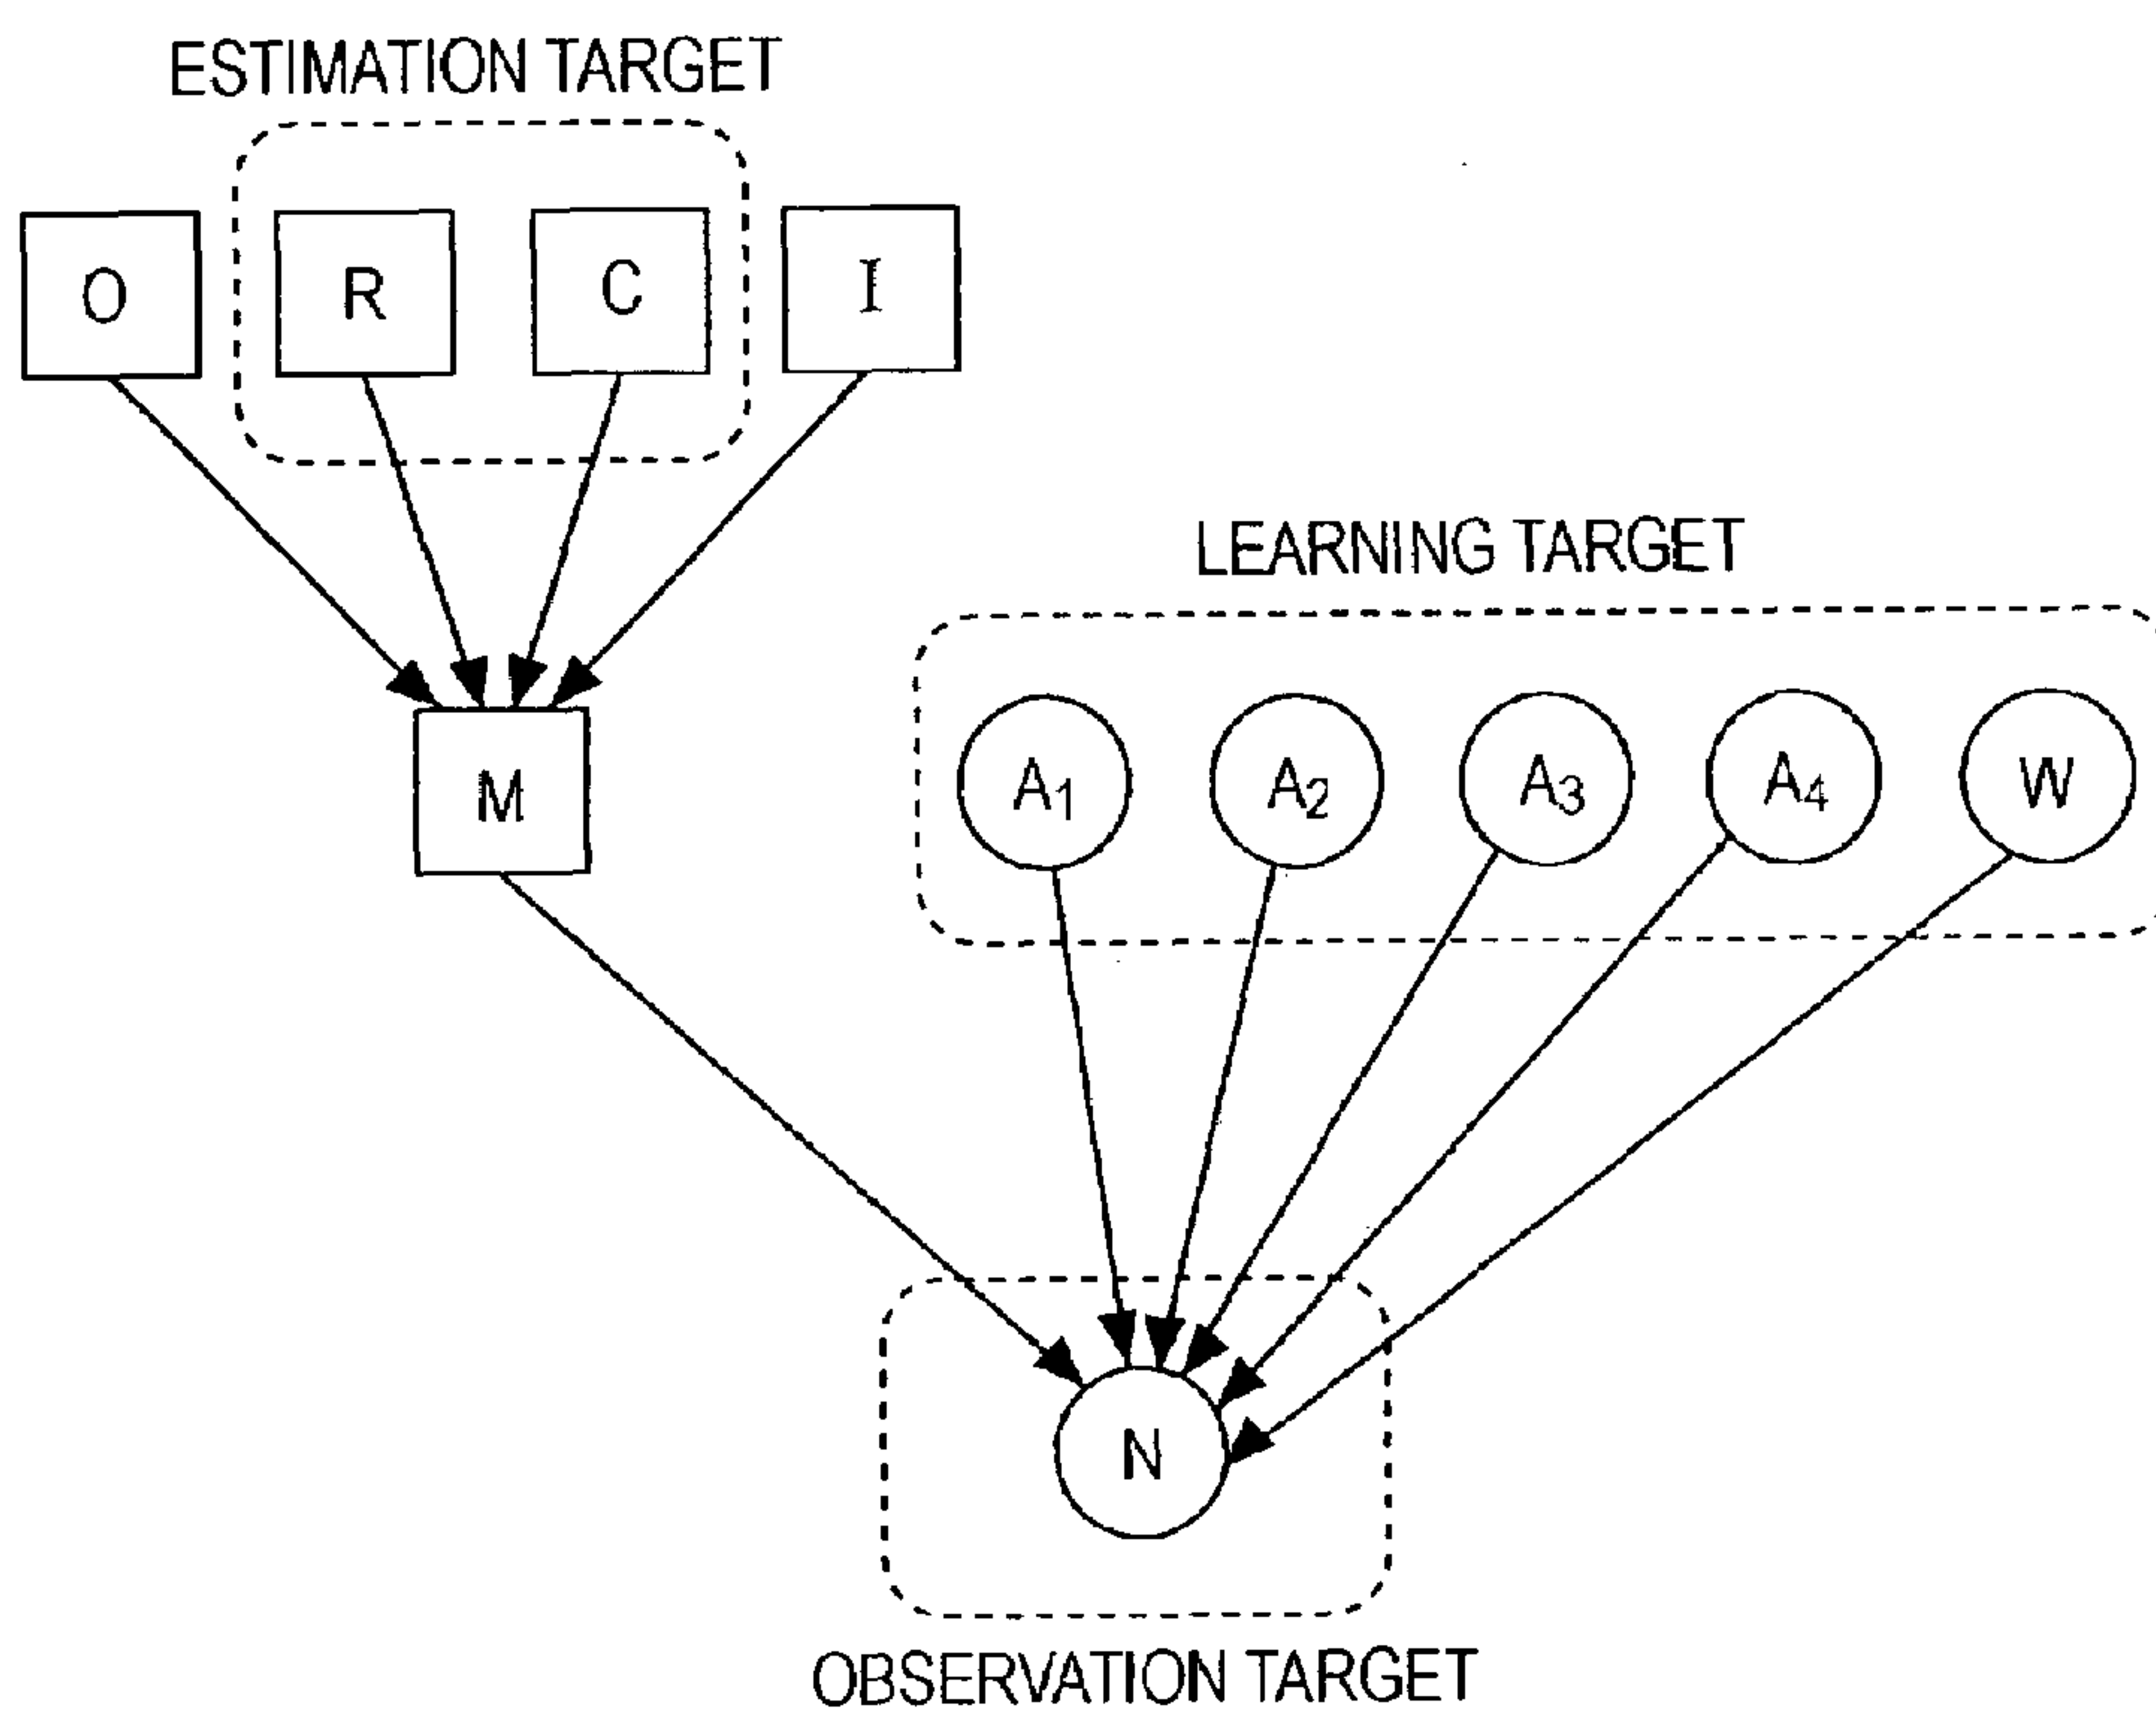 ESTIMATION TARGET
O R C I
LEARNING TARGET
M A1 A2 A3 A4 W
N
OBSERVATION TARGET